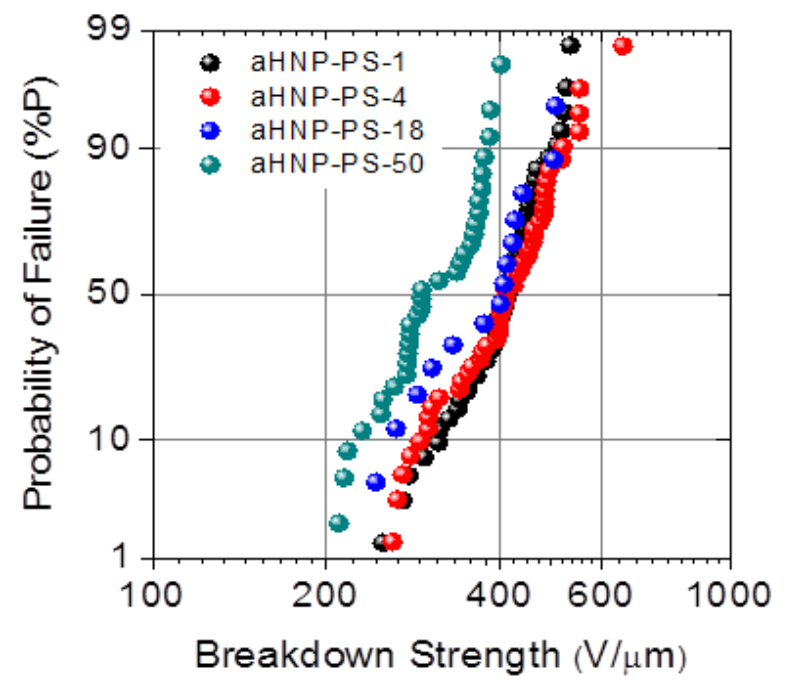 99
90
50
10
1
aHNP-PS-1
aHNP-PS-4
aHNP-PS-18
aHNP-PS-50
Probability of Failure (%P)
100 200 400 600 1000
Breakdown Strength (V/μm)